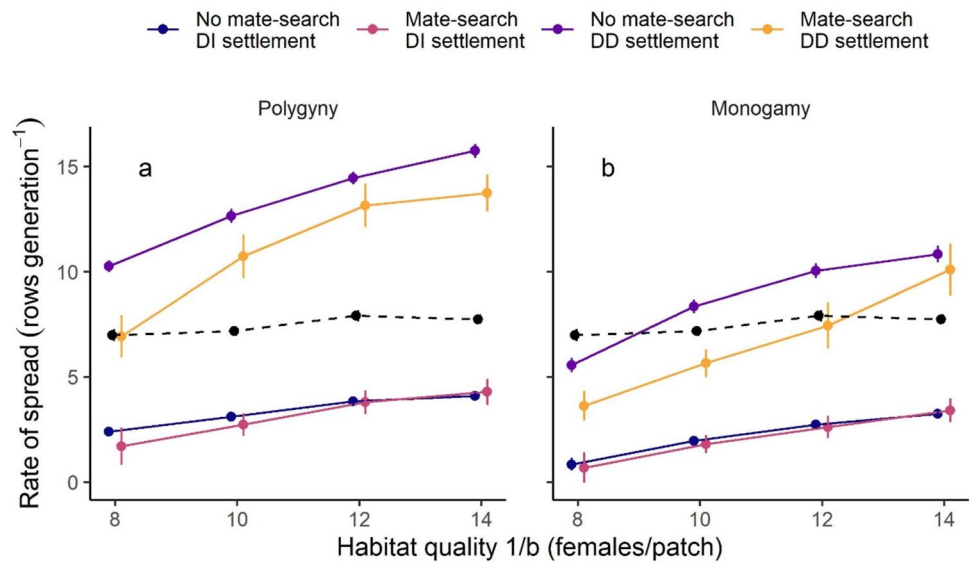 No mate-search
DI settlement
Mate-search
DI settlement
No mate-search
DD settlement
Mate-search
DD settlement
Polygyny
Monogamy
Rate of spread (rows generation⁻¹)
a
b
15
10
5
0
8
10
12
14
8
10
12
14
Habitat quality 1/b (females/patch)